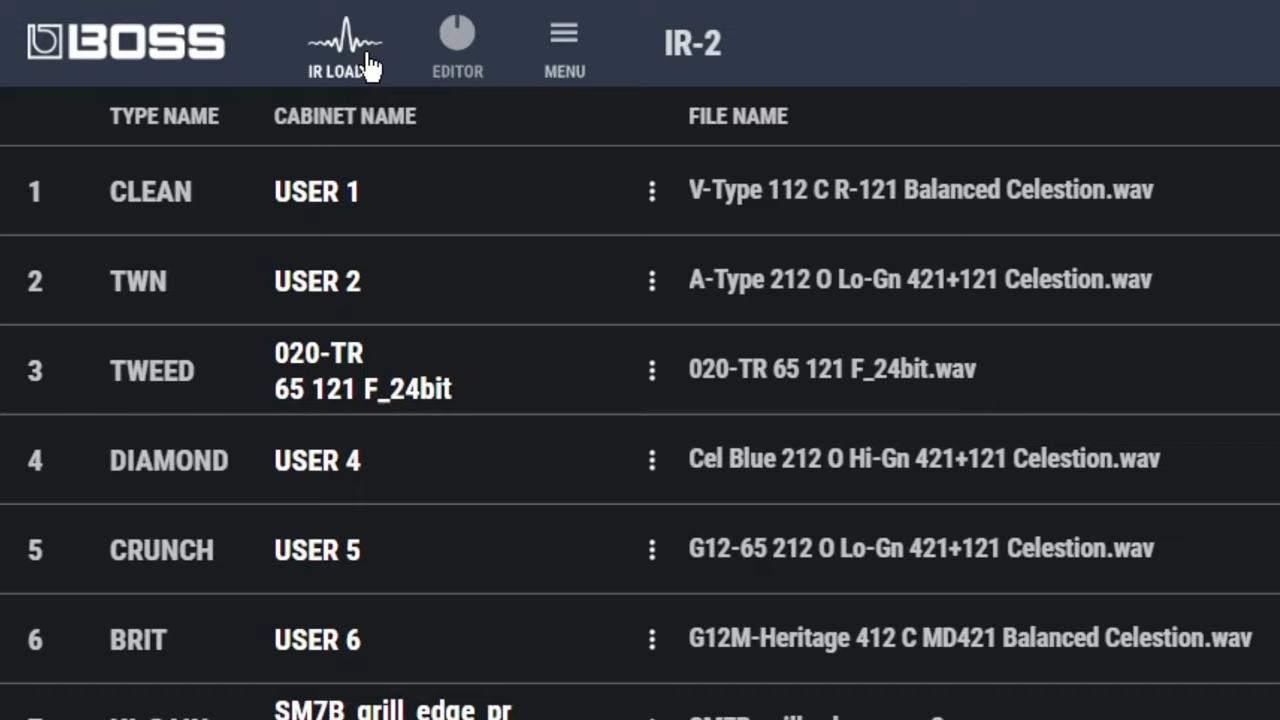 BOSS
IR LOAD
EDITOR
MENU
IR-2
TYPE NAME CABINET NAME FILE NAME
1 CLEAN USER 1 V-Type 112 C R-121 Balanced Celestion.wav
2 TWN USER 2 A-Type 212 O Lo-Gn 421+121 Celestion.wav
3 TWEED 020-TR
65 121 F_24bit 020-TR 65 121 F_24bit.wav
4 DIAMOND USER 4 Cel Blue 212 O Hi-Gn 421+121 Celestion.wav
5 CRUNCH USER 5 G12-65 212 O Lo-Gn 421+121 Celestion.wav
6 BRIT USER 6 G12M-Heritage 412 C MD421 Balanced Celestion.wav
SM7B_grill_edge_pr